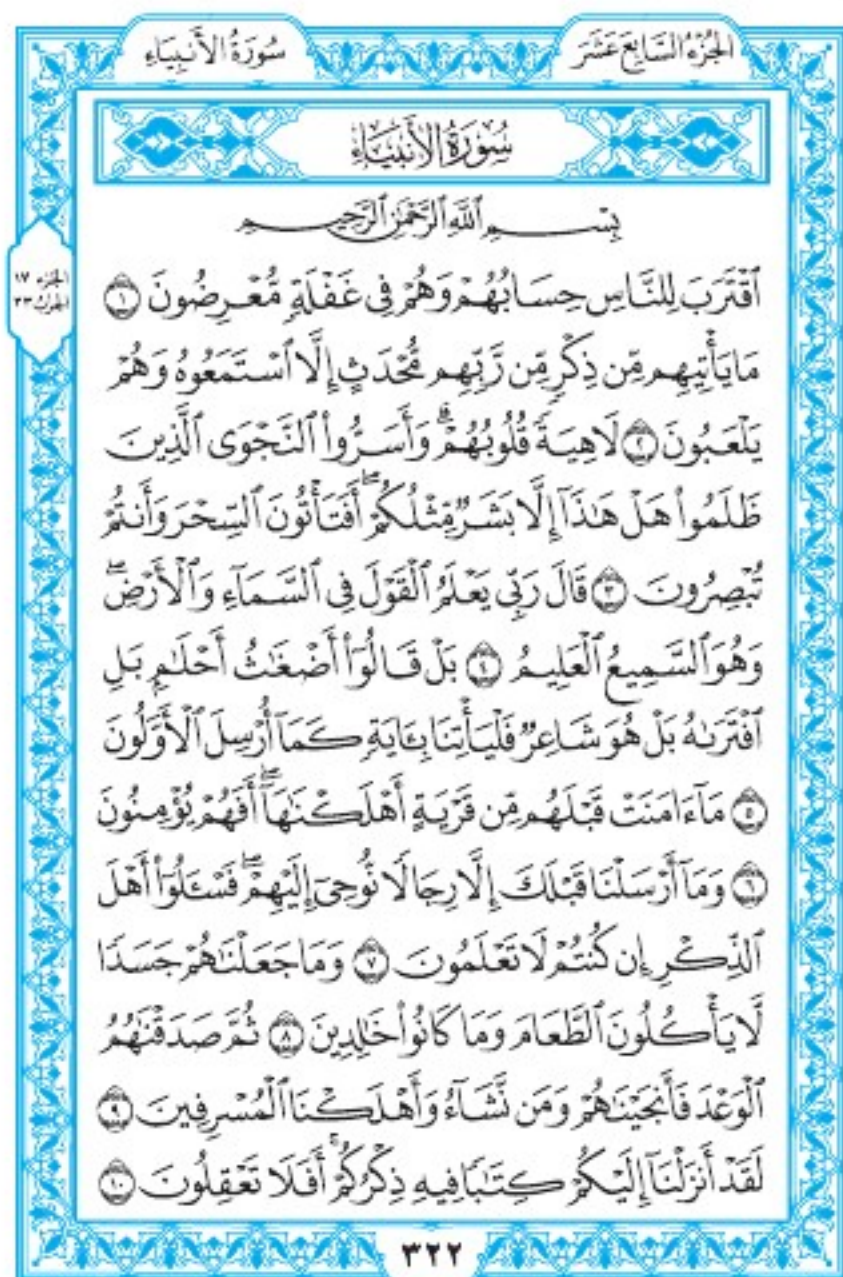 الجُزْءُ السَّابِعَ عَشَرَ
سُورَةُ الأَنبِيَاءِ
سُورَةُ الأَنبِيَاءِ
بِسْمِ ٱللَّهِ ٱلرَّحْمَٰنِ ٱلرَّحِيمِ
الجزء ١٧
الحزب ٣٣
ٱقْتَرَبَ لِلنَّاسِ حِسَابُهُمْ وَهُمْ فِى غَفْلَةٍ مُّعْرِضُونَ ١
مَا يَأْتِيهِم مِّن ذِكْرٍ مِّن رَّبِّهِم مُّحْدَثٍ إِلَّا ٱسْتَمَعُوهُ وَهُمْ
يَلْعَبُونَ ٢ لَاهِيَةً قُلُوبُهُمْ ۗ وَأَسَرُّوا۟ ٱلنَّجْوَى ٱلَّذِينَ
ظَلَمُوا۟ هَلْ هَٰذَآ إِلَّا بَشَرٌ مِّثْلُكُمْ ۖ أَفَتَأْتُونَ ٱلسِّحْرَ وَأَنتُمْ
تُبْصِرُونَ ٣ قَالَ رَبِّى يَعْلَمُ ٱلْقَوْلَ فِى ٱلسَّمَآءِ وَٱلْأَرْضِ ۖ
وَهُوَ ٱلسَّمِيعُ ٱلْعَلِيمُ ٤ بَلْ قَالُوٓا۟ أَضْغَٰثُ أَحْلَٰمٍۭ بَلِ
ٱفْتَرَىٰهُ بَلْ هُوَ شَاعِرٌ فَلْيَأْتِنَا بِـَٔايَةٍ كَمَآ أُرْسِلَ ٱلْأَوَّلُونَ
٥ مَآ ءَامَنَتْ قَبْلَهُم مِّن قَرْيَةٍ أَهْلَكْنَٰهَآ ۖ أَفَهُمْ يُؤْمِنُونَ
٦ وَمَآ أَرْسَلْنَا قَبْلَكَ إِلَّا رِجَالًا نُّوحِىٓ إِلَيْهِمْ ۖ فَسْـَٔلُوٓا۟ أَهْلَ
ٱلذِّكْرِ إِن كُنتُمْ لَا تَعْلَمُونَ ٧ وَمَا جَعَلْنَٰهُمْ جَسَدًا
لَّا يَأْكُلُونَ ٱلطَّعَامَ وَمَا كَانُوا۟ خَٰلِدِينَ ٨ ثُمَّ صَدَقْنَٰهُمُ
ٱلْوَعْدَ فَأَنجَيْنَٰهُمْ وَمَن نَّشَآءُ وَأَهْلَكْنَا ٱلْمُسْرِفِينَ ٩
لَقَدْ أَنزَلْنَآ إِلَيْكُمْ كِتَٰبًا فِيهِ ذِكْرُكُمْ ۖ أَفَلَا تَعْقِلُونَ ١٠
٣٢٢